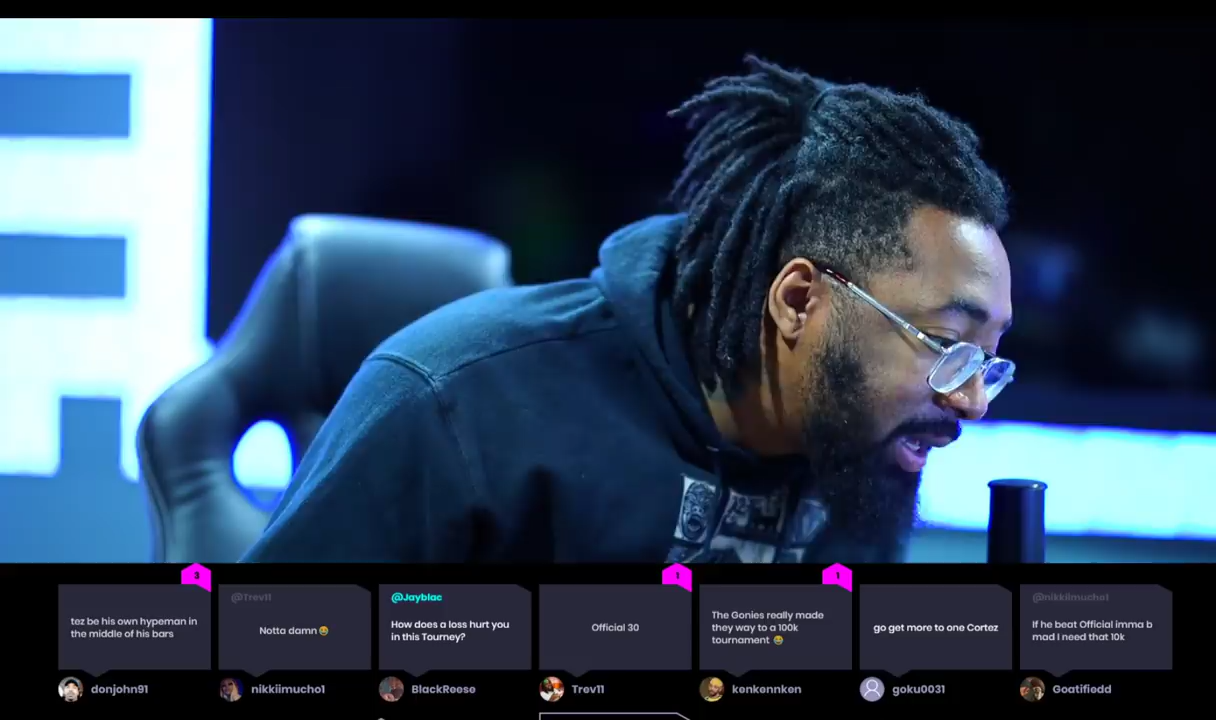 3
1
1
@Trev11
@Jayblac
@nikkiimucho1
tez be his own hypeman in
the middle of his bars
Notta damn 😭
How does a loss hurt you
in this Tourney?
Official 30
The Gonies really made
they way to a 100k
tournament 😭
go get more to one Cortez
If he beat Official imma b
mad I need that 10k
donjohn91
nikkiimucho1
BlackReese
Trev11
kenkennken
goku0031
Goatifiedd